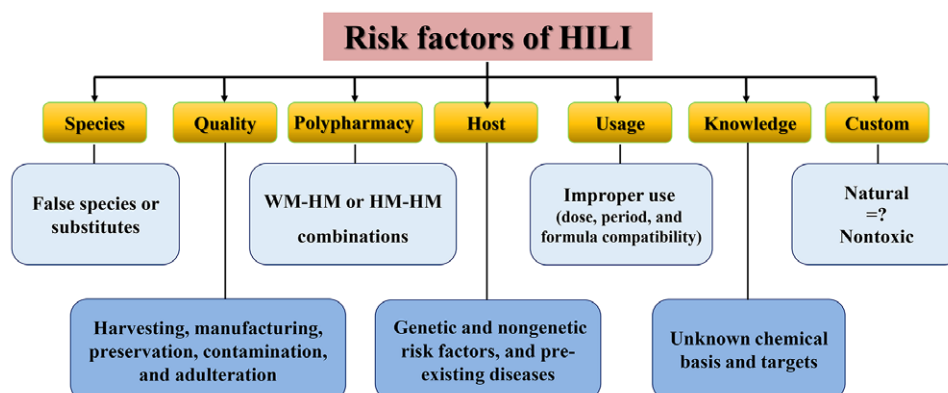 Risk factors of HILI
Species
Quality
Polypharmacy
Host
Usage
Knowledge
Custom
False species or
substitutes
WM-HM or HM-HM
combinations
Improper use
(dose, period, and
formula compatibility)
Natural
=?
Nontoxic
Harvesting, manufacturing,
preservation, contamination,
and adulteration
Genetic and nongenetic
risk factors, and pre-
existing diseases
Unknown chemical
basis and targets